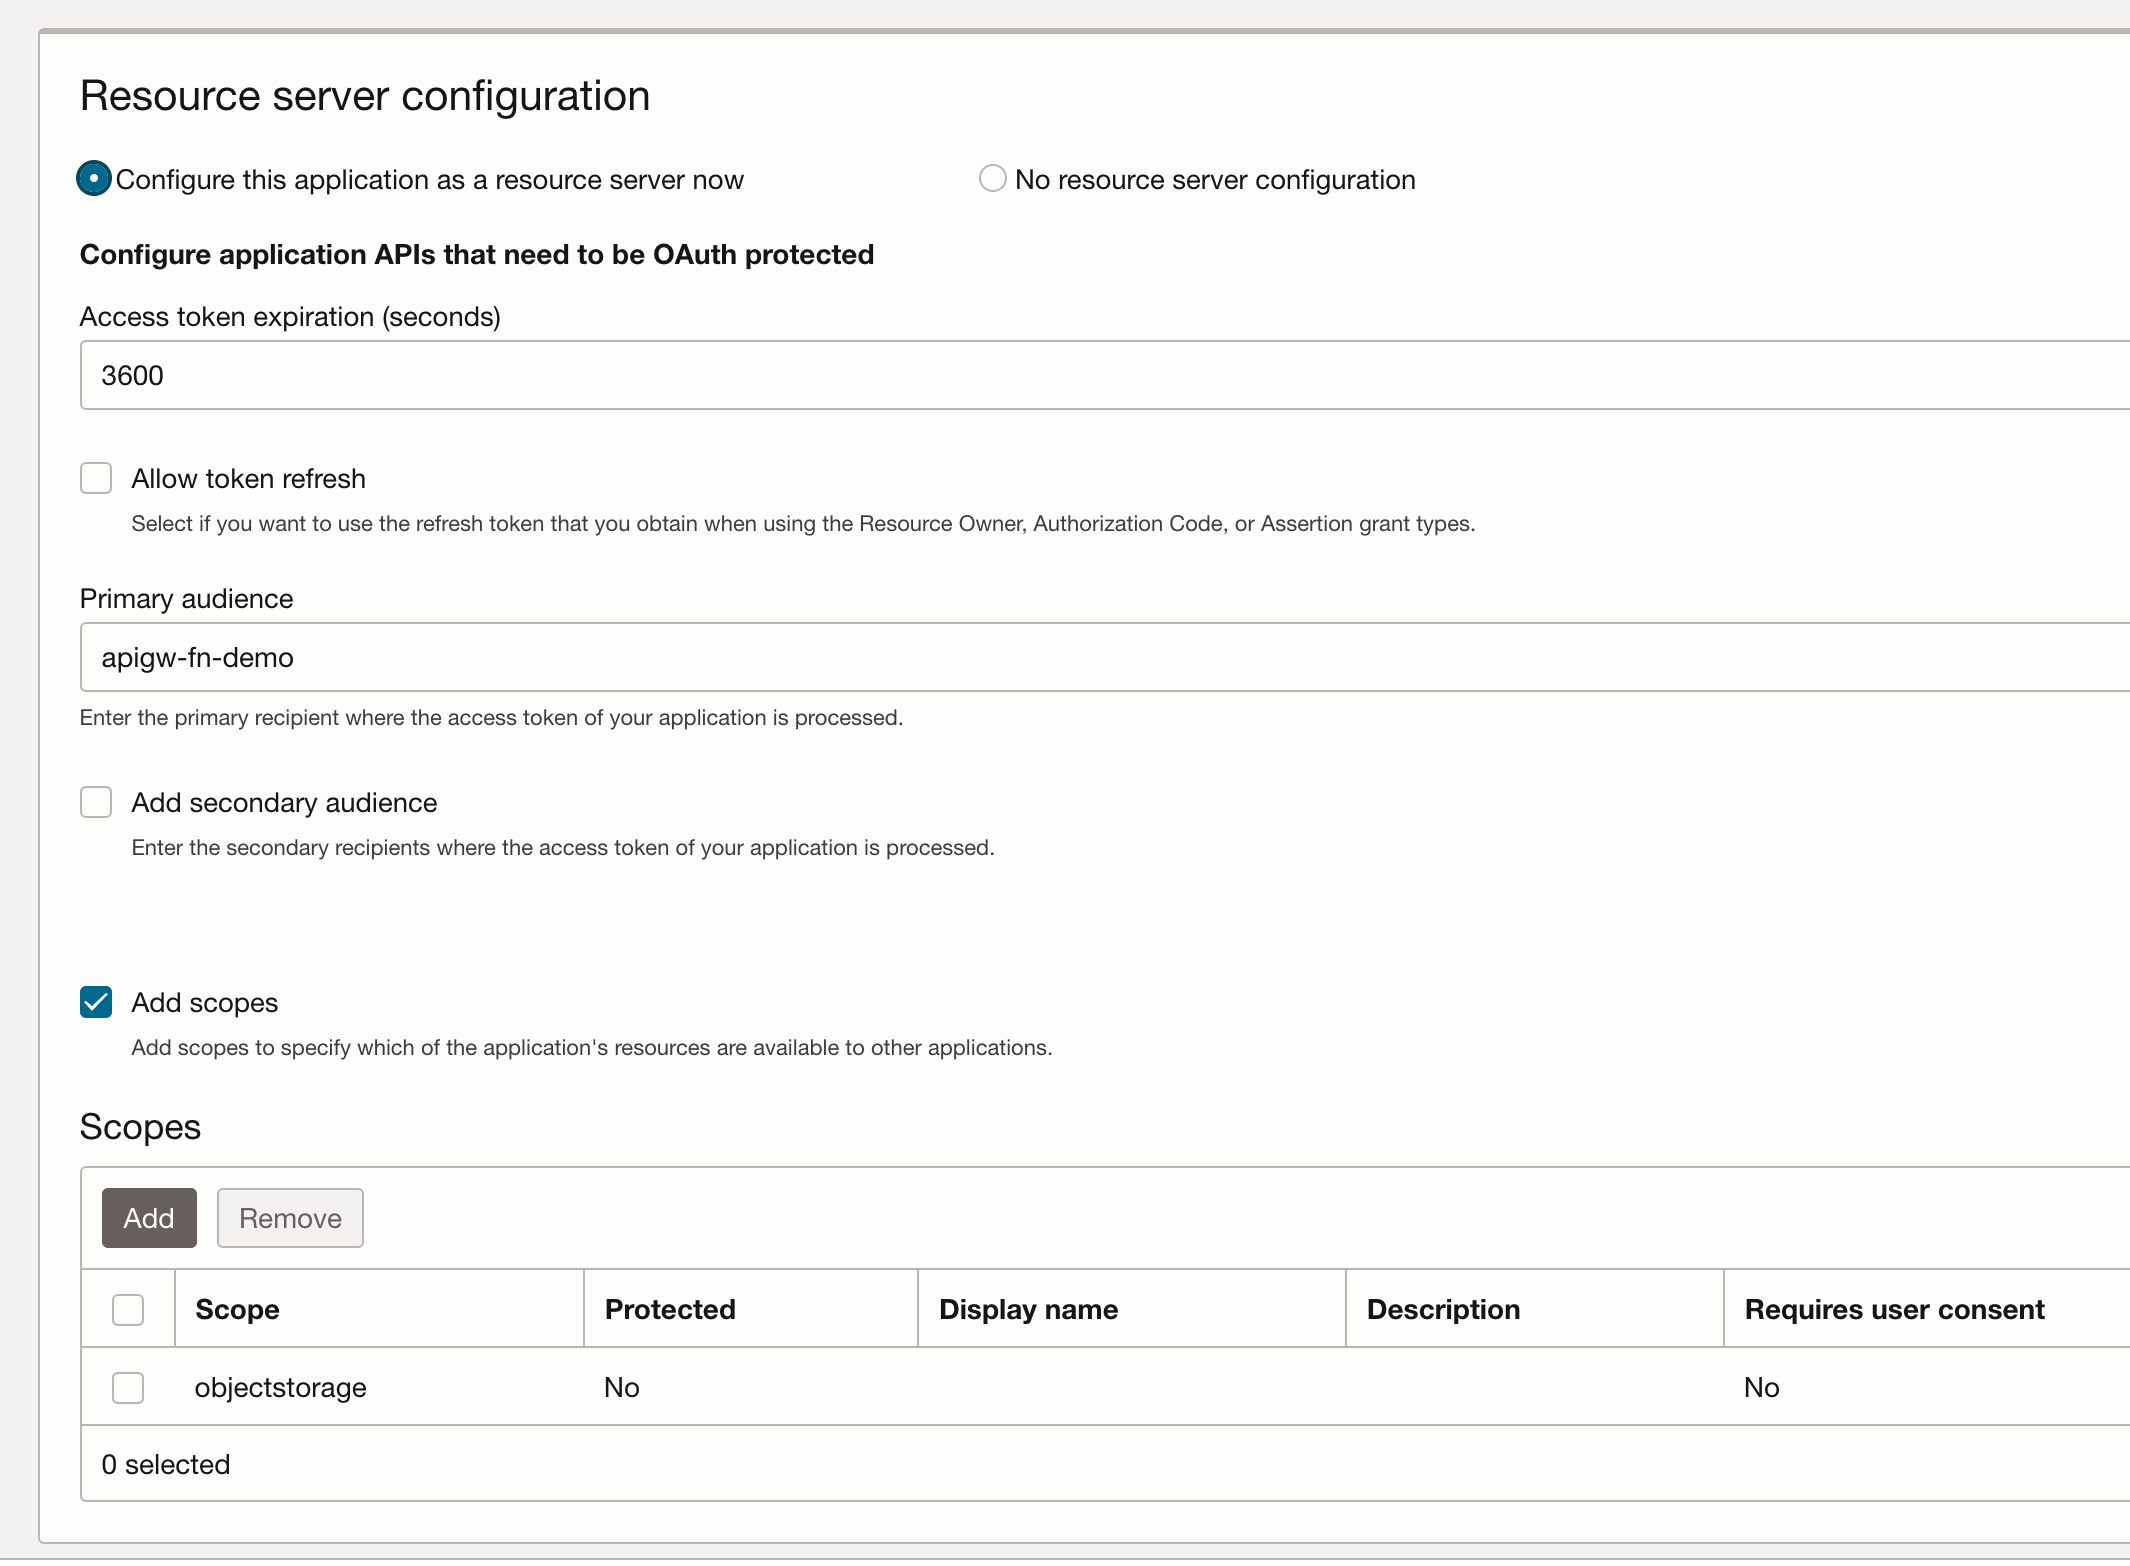 Resource server configuration
Configure this application as a resource server now
No resource server configuration
Configure application APIs that need to be OAuth protected
Access token expiration (seconds)
3600
Allow token refresh
Select if you want to use the refresh token that you obtain when using the Resource Owner, Authorization Code, or Assertion grant types.
Primary audience
apigw-fn-demo
Enter the primary recipient where the access token of your application is processed.
Add secondary audience
Enter the secondary recipients where the access token of your application is processed.
Add scopes
Add scopes to specify which of the application's resources are available to other applications.
Scopes
Add Remove
Scope Protected Display name Description Requires user consent
objectstorage No No
0 selected